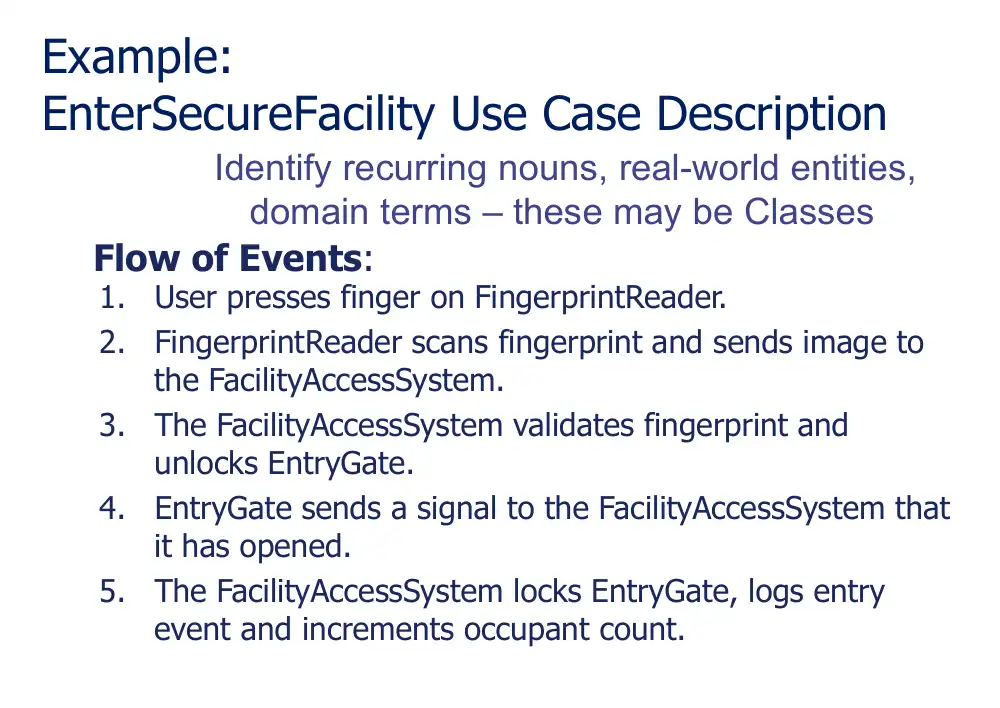 Example:
EnterSecureFacility Use Case Description
Identify recurring nouns, real-world entities,
domain terms – these may be Classes
Flow of Events:
1. User presses finger on FingerprintReader.
2. FingerprintReader scans fingerprint and sends image to
the FacilityAccessSystem.
3. The FacilityAccessSystem validates fingerprint and
unlocks EntryGate.
4. EntryGate sends a signal to the FacilityAccessSystem that
it has opened.
5. The FacilityAccessSystem locks EntryGate, logs entry
event and increments occupant count.